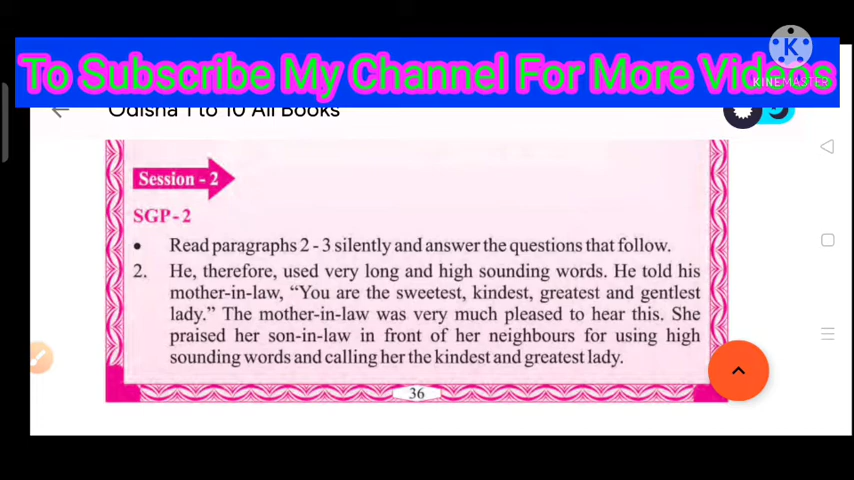 To Subscribe My Channel For More Videos
K
KINEMASTER
Odisha 1 to 10 All Books
Session - 2
SGP - 2
• Read paragraphs 2 - 3 silently and answer the questions that follow.
2. He, therefore, used very long and high sounding words. He told his
mother-in-law, “You are the sweetest, kindest, greatest and gentlest
lady.” The mother-in-law was very much pleased to hear this. She
praised her son-in-law in front of her neighbours for using high
sounding words and calling her the kindest and greatest lady.
36